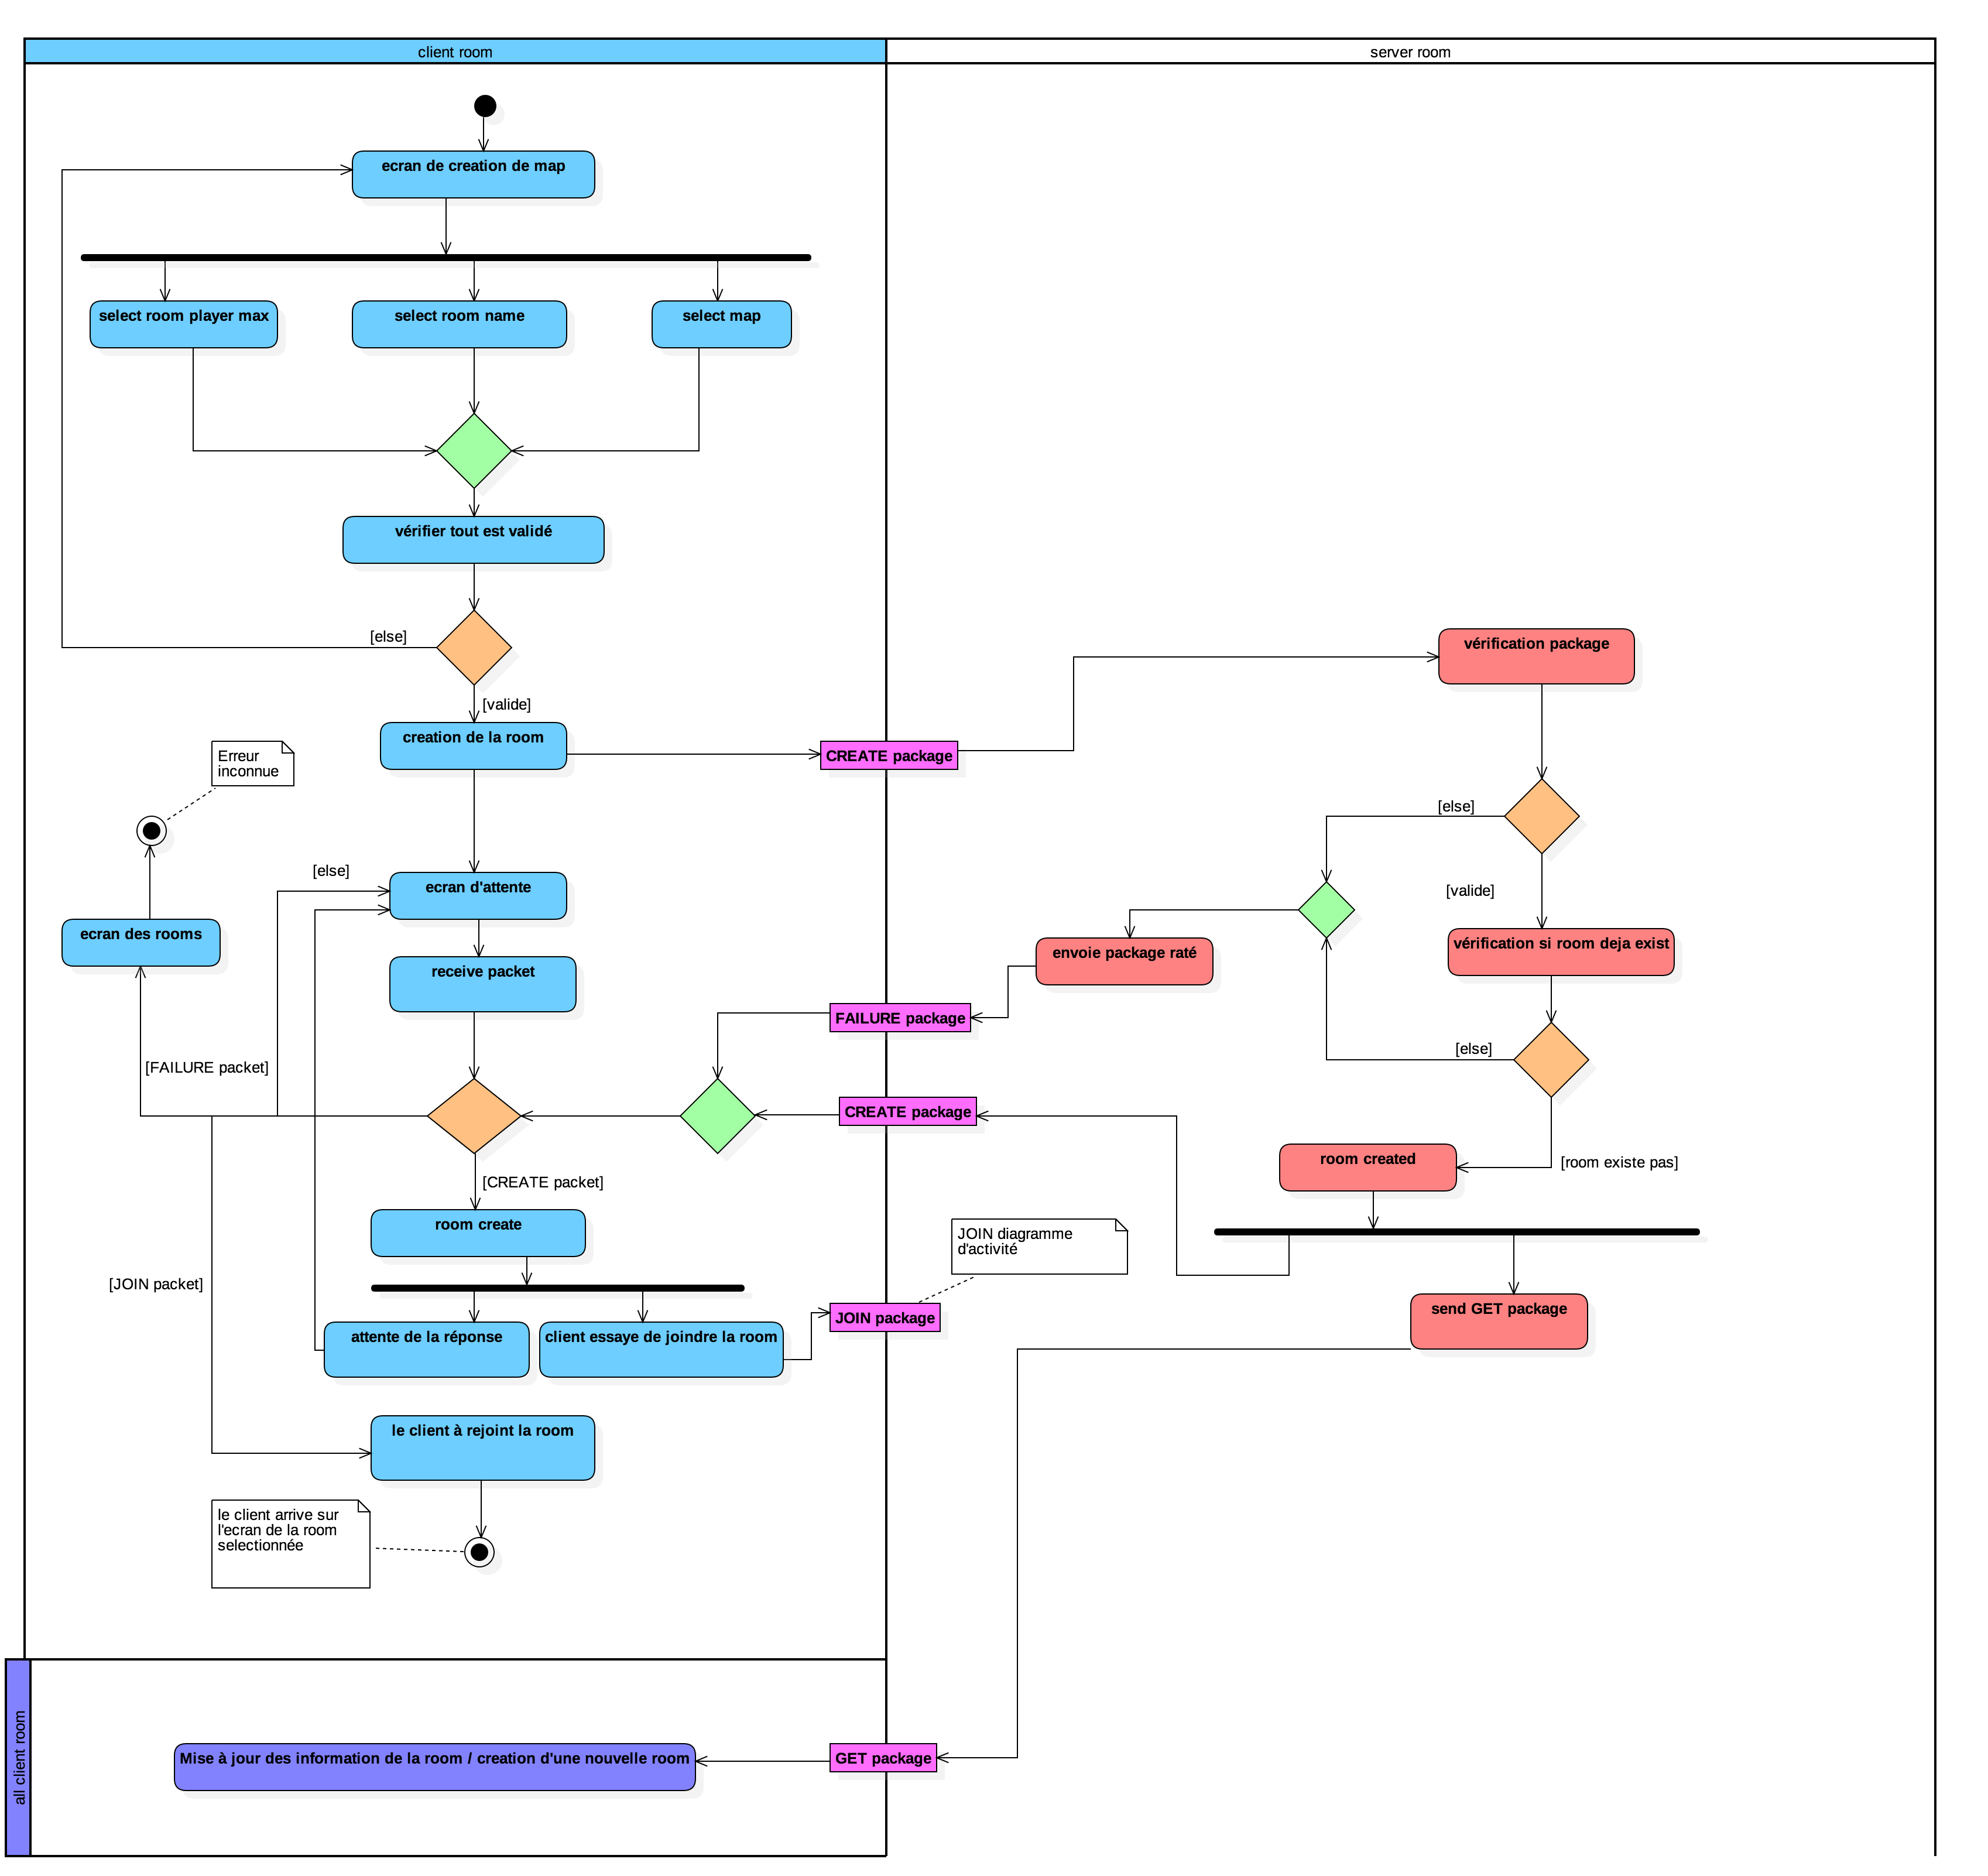 client room
server room
ecran de creation de map
select room player max
select room name
select map
vérifier tout est validé
[else]
[valide]
vérification package
creation de la room
CREATE package
Erreur
inconnue
[else]
[else]
ecran d'attente
[valide]
ecran des rooms
vérification si room deja exist
envoie package raté
receive packet
FAILURE package
[else]
[FAILURE packet]
CREATE package
room created
[room existe pas]
[CREATE packet]
room create
JOIN diagramme
d'activité
[JOIN packet]
JOIN package
send GET package
attente de la réponse
client essaye de joindre la room
le client à rejoint la room
le client arrive sur
l'ecran de la room
selectionnée
all client room
Mise à jour des information de la room / creation d'une nouvelle room
GET package